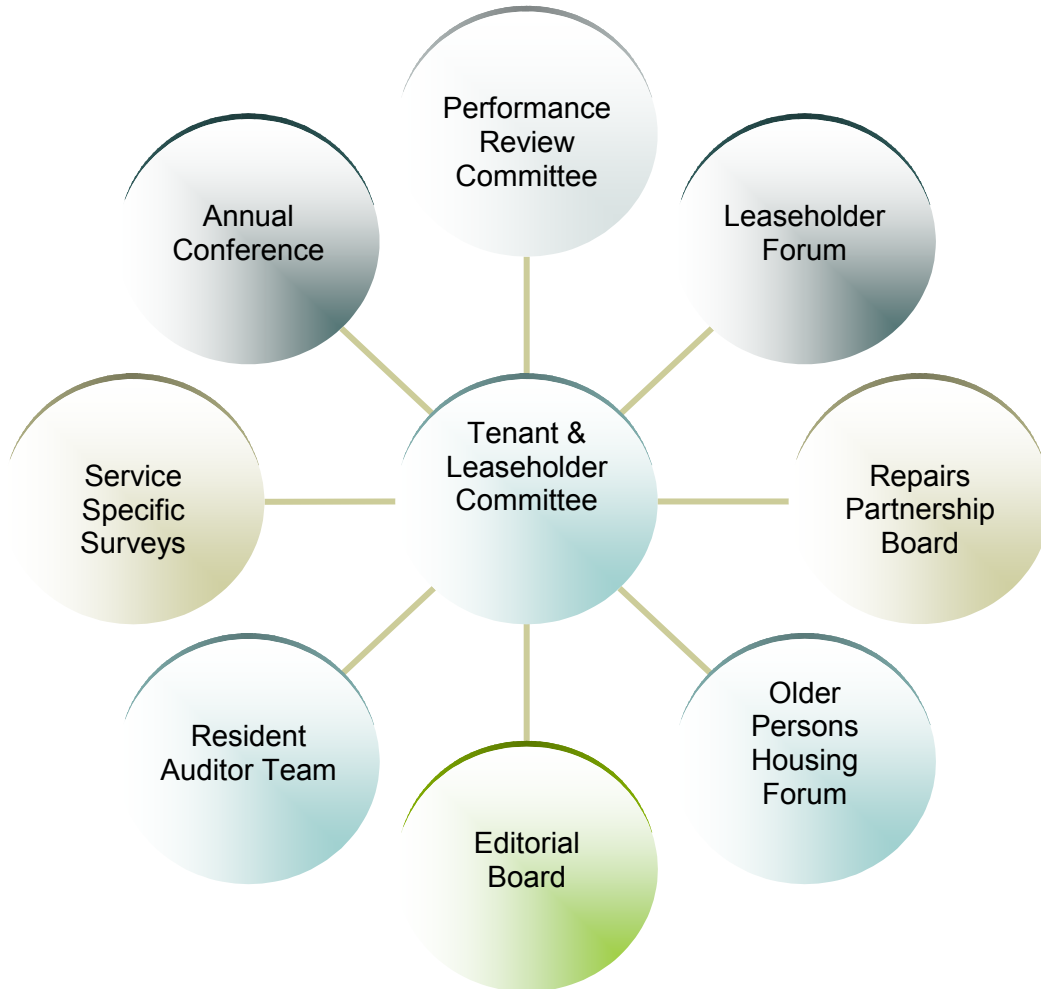 Performance
Review
Committee
Annual
Conference
Leaseholder
Forum
Tenant &
Leaseholder
Committee
Service
Specific
Surveys
Repairs
Partnership
Board
Resident
Auditor Team
Older
Persons
Housing
Forum
Editorial
Board